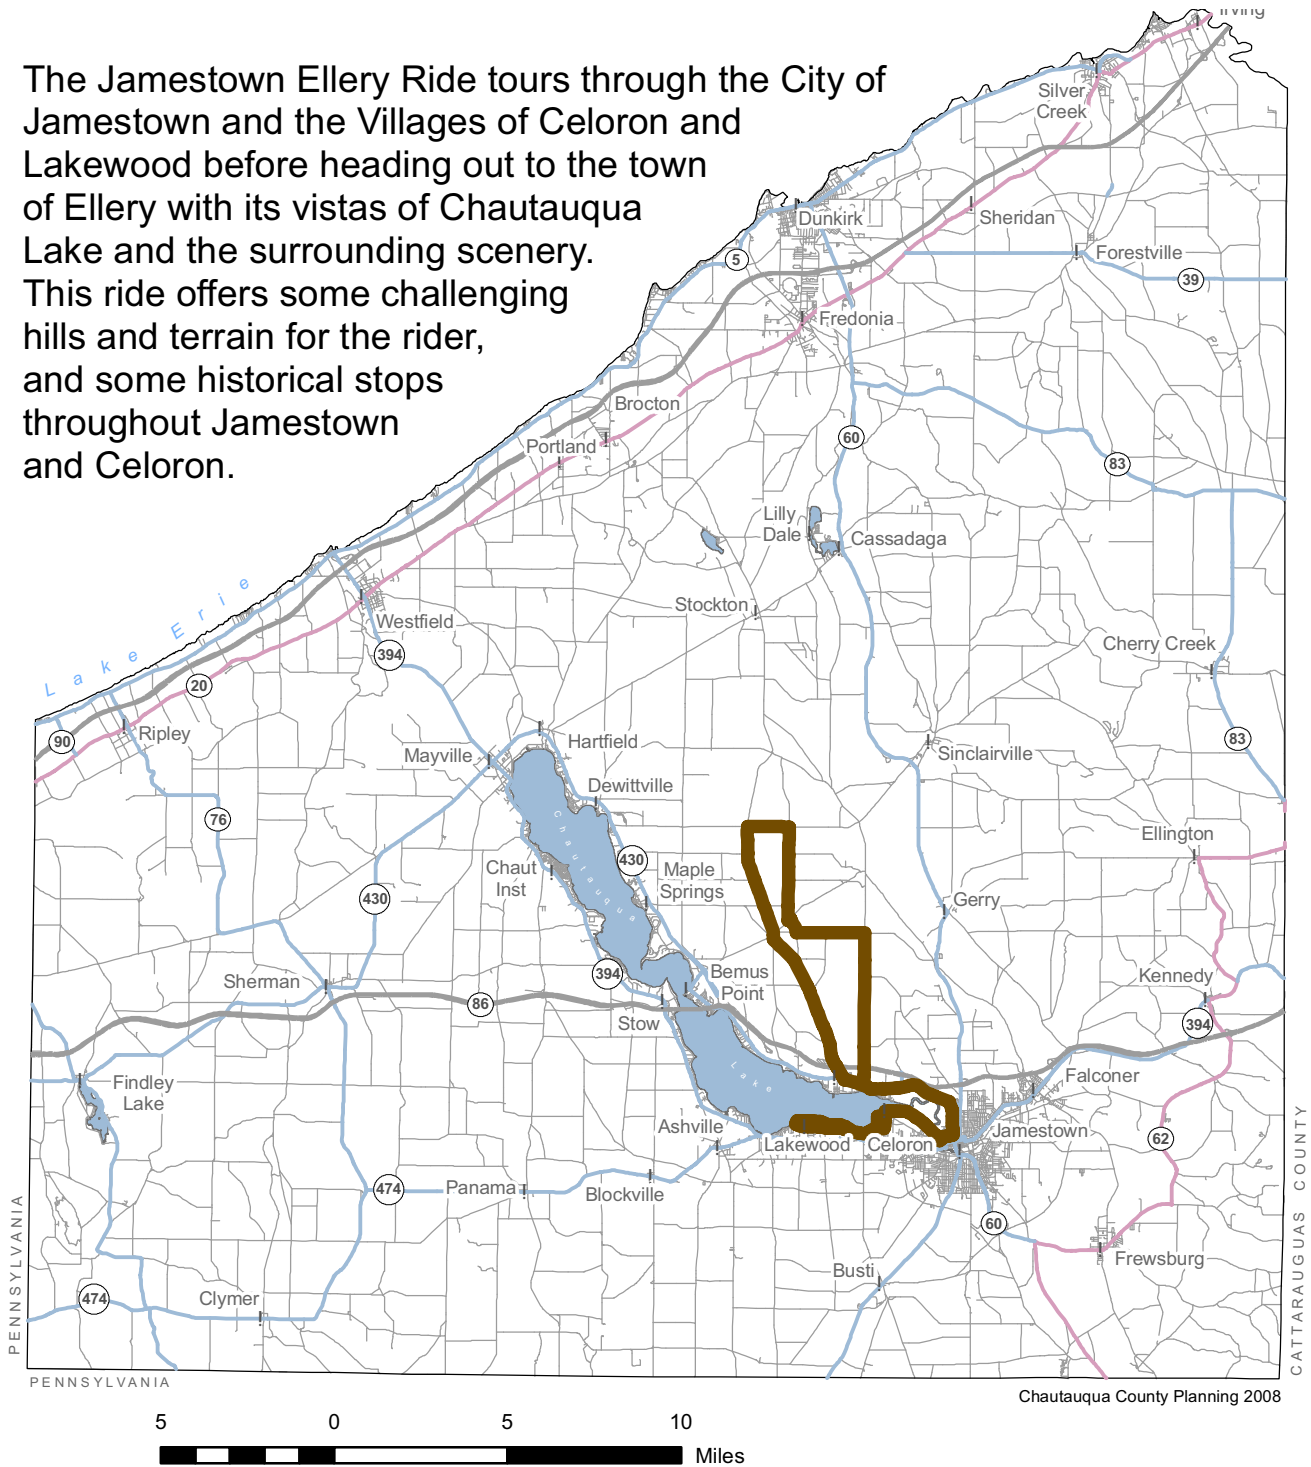 Irving
The Jamestown Ellery Ride tours through the City of
Jamestown and the Villages of Celoron and
Lakewood before heading out to the town
of Ellery with its vistas of Chautauqua
Lake and the surrounding scenery.
This ride offers some challenging
hills and terrain for the rider,
and some historical stops
throughout Jamestown
and Celoron.
Silver
Creek
Dunkirk
Sheridan
Forestville
5
39
Fredonia
Brocton
Portland
60
83
Lilly
Dale
Cassadaga
Lake Erie
Stockton
Westfield
394
Cherry Creek
20
90
Ripley
Mayville
Hartfield
Sinclairville
83
Dewittville
76
Chautauqua
Ellington
430
Chaut
Inst
Maple
Springs
430
Gerry
Sherman
394
Bemus
Point
Kennedy
86
Stow
394
Findley
Lake
Lake
Falconer
Ashville
Lakewood
Celoron
Jamestown
62
474
Panama
Blockville
60
Frewsburg
Busti
474
Clymer
PENNSYLVANIA
PENNSYLVANIA
CATTARAUGUS COUNTY
Chautauqua County Planning 2008
5 0 5 10
Miles